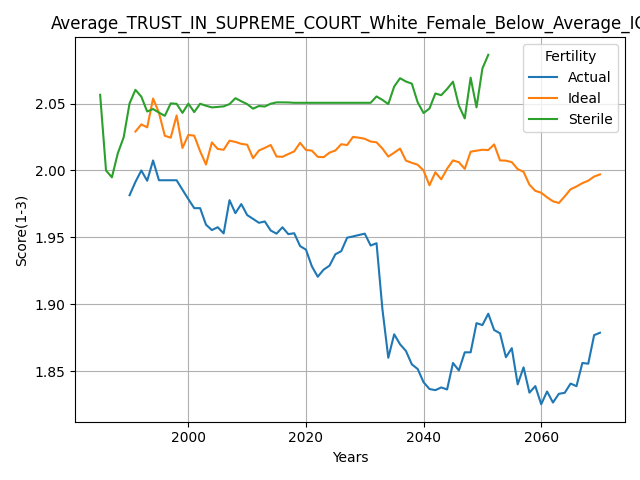 Average_TRUST_IN_SUPREME_COURT_White_Female_Below_Average_IQ
Fertility
Actual
Ideal
Sterile
Score(1-3)
2.05
2.00
1.95
1.90
1.85
2000 2020 2040 2060
Years